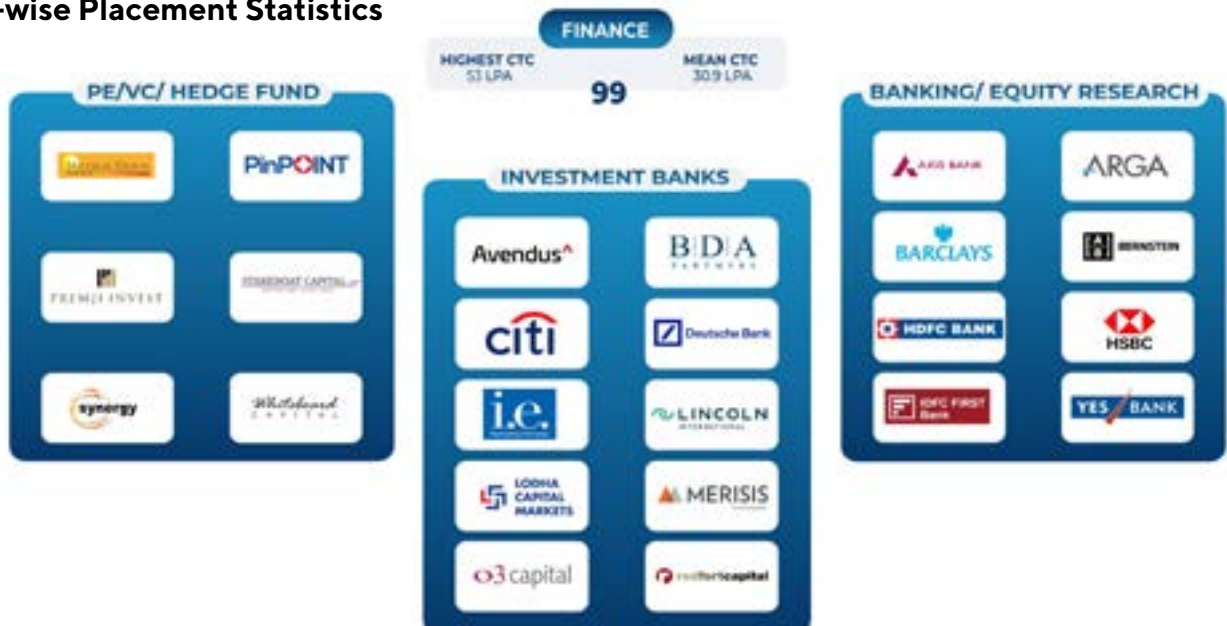 -wise Placement Statistics
FINANCE
HIGHEST CTC
53 LPA
MEAN CTC
30.9 LPA
99
PE/VC/ HEDGE FUND
PinPOINT
PREMJI INVEST
synergy
Whiteboard
CAPITAL
INVESTMENT BANKS
Avendus
BDA
PARTNERS
citi
Deutsche Bank
i.e.
LINCOLN
INTERNATIONAL
LODHA
CAPITAL
MARKETS
MERISIS
o3 capital
redfortcapital
BANKING/ EQUITY RESEARCH
AXIS BANK
ARGA
BARCLAYS
BERNSTEIN
HDFC BANK
HSBC
IDFC FIRST
Bank
YES BANK